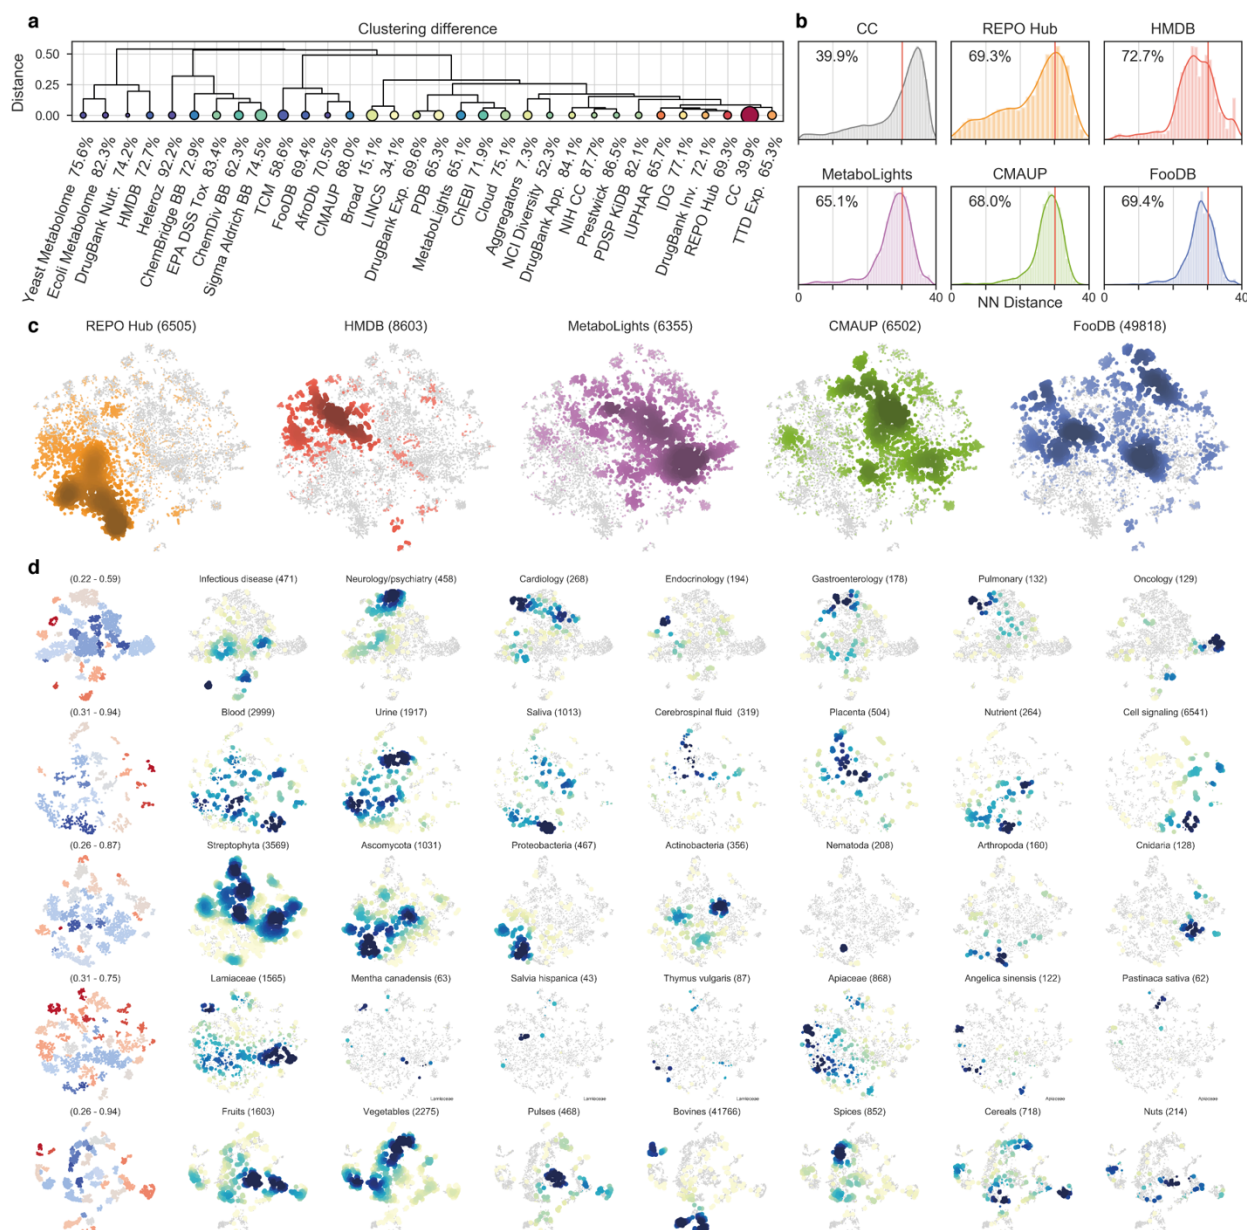 a
Clustering difference
Distance
0.50
0.25
0.00
Yeast Metabolome 75.6%
Ecoli Metabolome 82.3%
DrugBank Nutr. 74.2%
HMDB 72.7%
Heteroz 92.2%
ChemBridge BB 72.9%
EPA DSS Tox 83.4%
ChemDiv BB 62.3%
Sigma Aldrich BB 74.5%
TCM 58.6%
FooDB 69.4%
AfroDb 70.5%
CMAUP 68.0%
Broad 15.1%
LINCS 34.1%
DrugBank Exp. 69.6%
PDB 65.3%
MetaboLights 65.1%
ChEBI 71.9%
Cloud 75.1%
Aggregators 7.3%
NCI Diversity 52.3%
DrugBank App. 84.1%
NIH CC 87.7%
Prestwick 86.5%
PDSP KiDB 82.1%
IUPHAR 65.7%
IDG 77.1%
DrugBank Inv. 72.1%
REPO Hub 69.3%
CC 39.9%
TTD Exp. 65.3%
b
CC
REPO Hub
HMDB
39.9%
69.3%
72.7%
MetaboLights
CMAUP
FooDB
65.1%
68.0%
69.4%
0
40
0
40
0
40
NN Distance
c
REPO Hub (6505)
HMDB (8603)
MetaboLights (6355)
CMAUP (6502)
FooDB (49818)
d
(0.22 - 0.59)
Infectious disease (471)
Neurology/psychiatry (458)
Cardiology (268)
Endocrinology (194)
Gastroenterology (178)
Pulmonary (132)
Oncology (129)
(0.31 - 0.94)
Blood (2999)
Urine (1917)
Saliva (1013)
Cerebrospinal fluid (319)
Placenta (504)
Nutrient (264)
Cell signaling (6541)
(0.26 - 0.87)
Streptophyta (3569)
Ascomycota (1031)
Proteobacteria (467)
Actinobacteria (356)
Nematoda (208)
Arthropoda (160)
Cnidaria (128)
(0.31 - 0.75)
Lamiaceae (1565)
Mentha canadensis (63)
Salvia hispanica (43)
Thymus vulgaris (87)
Apiaceae (868)
Angelica sinensis (122)
Pastinaca sativa (62)
Lamiaceae
Lamiaceae
Lamiaceae
Apiaceae
Apiaceae
(0.26 - 0.94)
Fruits (1603)
Vegetables (2275)
Pulses (468)
Bovines (41766)
Spices (852)
Cereals (718)
Nuts (214)